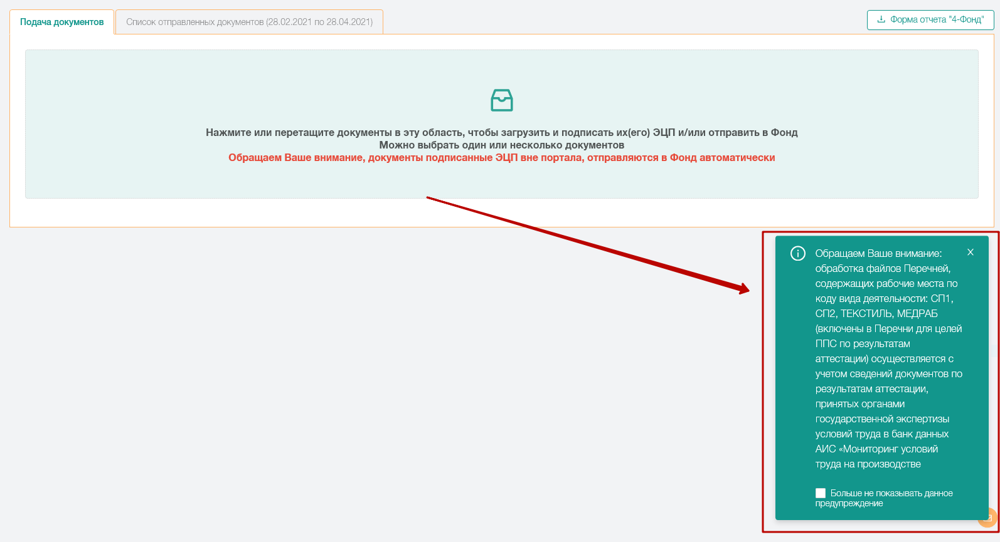 Подача документов
Список отправленных документов (28.02.2021 по 28.04.2021)
Форма отчета "4-Фонд"
Нажмите или перетащите документы в эту область, чтобы загрузить и подписать их(его) ЭЦП и/или отправить в Фонд
Можно выбрать один или несколько документов
Обращаем Ваше внимание, документы подписанные ЭЦП вне портала, отправляются в Фонд автоматически
Обращаем Ваше внимание:
обработка файлов Перечней,
содержащих рабочие места по
коду вида деятельности: СП1,
СП2, ТЕКСТИЛЬ, МЕДРАБ
(включены в Перечни для целей
ППС по результатам
аттестации) осуществляется с
учетом сведений документов по
результатам аттестации,
принятых органами
государственной экспертизы
условий труда в банк данных
АИС «Мониторинг условий
труда на производстве
Больше не показывать данное
предупреждение